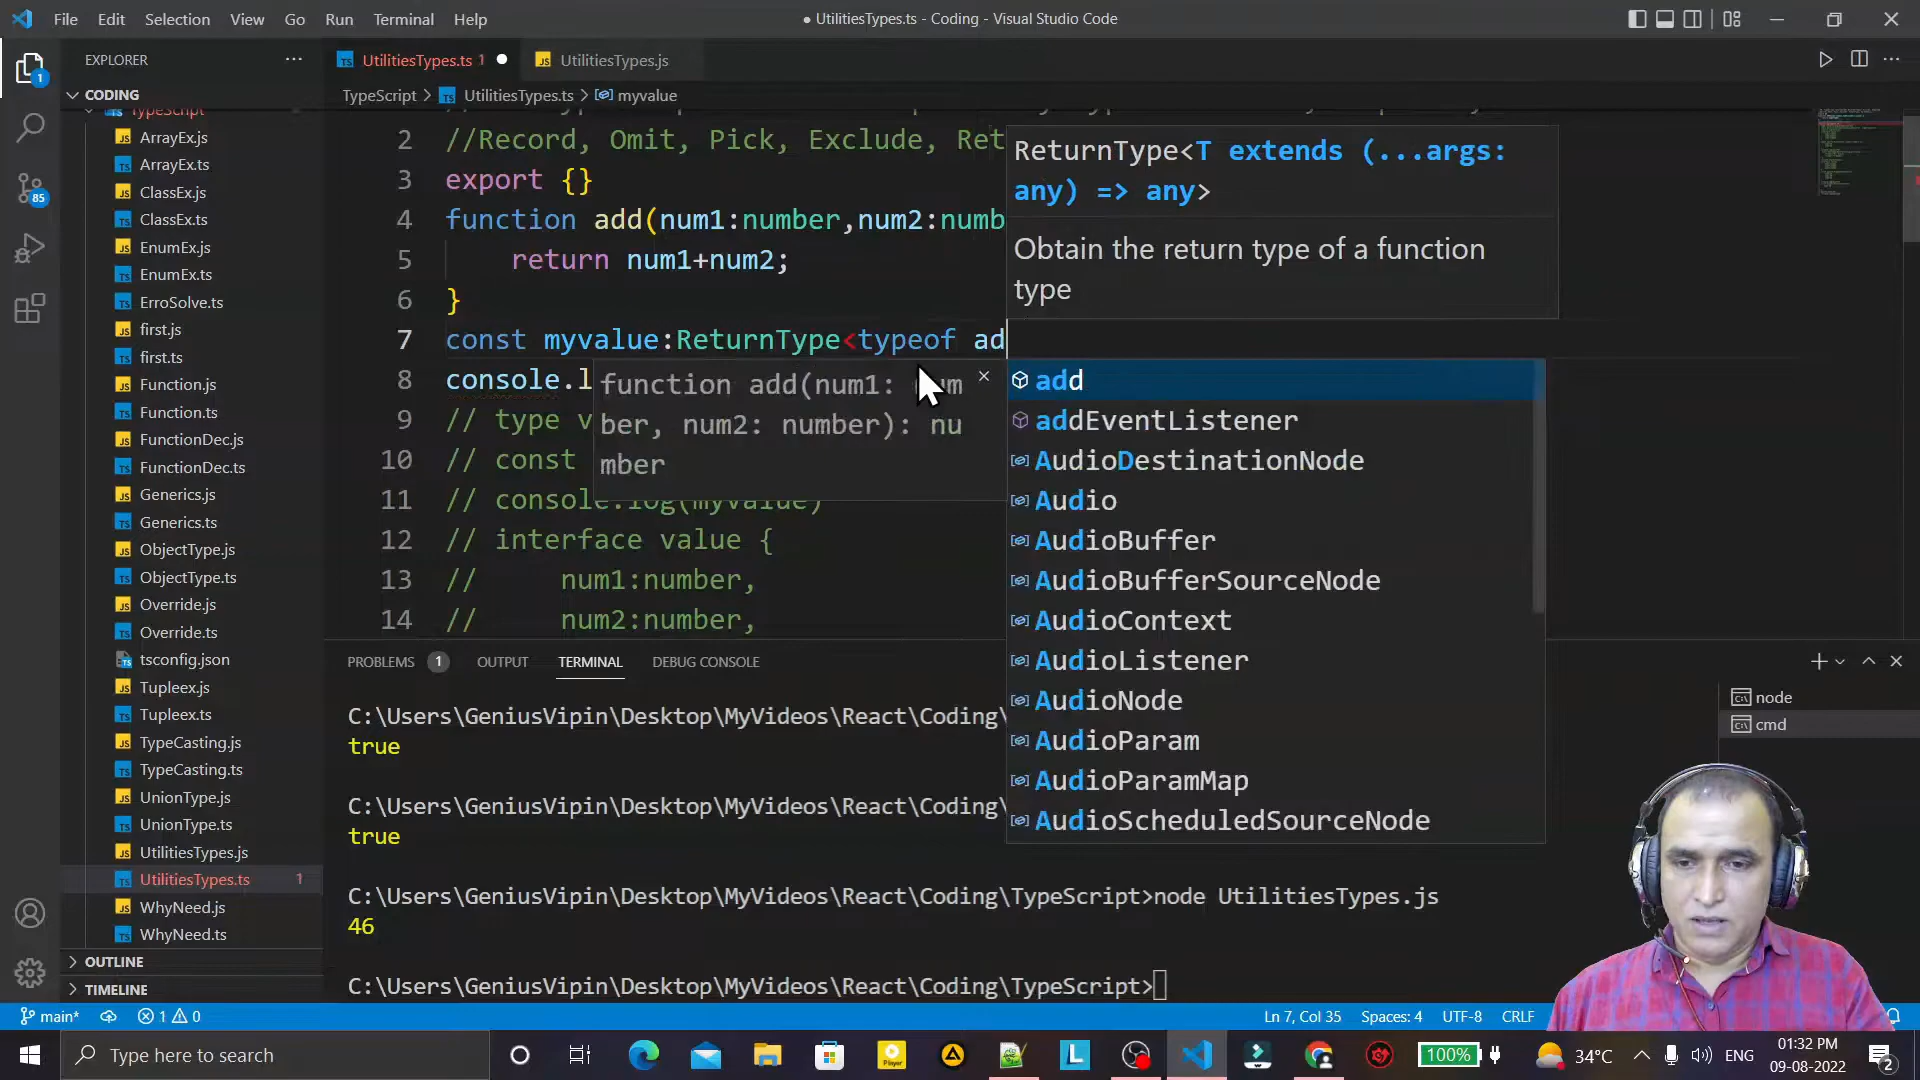 File Edit Selection View Go Run Terminal Help
● UtilitiesTypes.ts - Coding - Visual Studio Code
EXPLORER ...
CODING
TypeScript
ArrayEx.js
ArrayEx.ts
ClassEx.js
ClassEx.ts
EnumEx.js
EnumEx.ts
ErroSolve.ts
first.js
first.ts
Function.js
Function.ts
FunctionDec.js
FunctionDec.ts
Generics.js
Generics.ts
ObjectType.js
ObjectType.ts
Override.js
Override.ts
tsconfig.json
Tupleex.js
Tupleex.ts
TypeCasting.js
TypeCasting.ts
UnionType.js
UnionType.ts
UtilitiesTypes.js
UtilitiesTypes.ts 1
WhyNeed.js
WhyNeed.ts
OUTLINE
TIMELINE
1
85
UtilitiesTypes.ts 1 ●
UtilitiesTypes.js
TypeScript > UtilitiesTypes.ts > myvalue
2 //Record, Omit, Pick, Exclude, Ret
3 export {}
4 function add(num1:number,num2:numb
5 return num1+num2;
6 }
7 const myvalue:ReturnType<typeof ad
8 console.l
9 // type v
10 // const
11 // console.log(myvalue)
12 // interface value {
13 // num1:number,
14 // num2:number,
ReturnType<T extends (...args:
any) => any>
Obtain the return type of a function
type
function add(num1: num
ber, num2: number): nu
mber
add
addEventListener
AudioDestinationNode
Audio
AudioBuffer
AudioBufferSourceNode
AudioContext
AudioListener
AudioNode
AudioParam
AudioParamMap
AudioScheduledSourceNode
PROBLEMS 1 OUTPUT TERMINAL DEBUG CONSOLE
node
cmd
C:\Users\GeniusVipin\Desktop\MyVideos\React\Coding\
true
C:\Users\GeniusVipin\Desktop\MyVideos\React\Coding\
true
C:\Users\GeniusVipin\Desktop\MyVideos\React\Coding\TypeScript>node UtilitiesTypes.js
46
C:\Users\GeniusVipin\Desktop\MyVideos\React\Coding\TypeScript>
main* 1 0
Ln 7, Col 35 Spaces: 4 UTF-8 CRLF
Type here to search
Player
L
100%
34°C
ENG
01:32 PM
09-08-2022
2